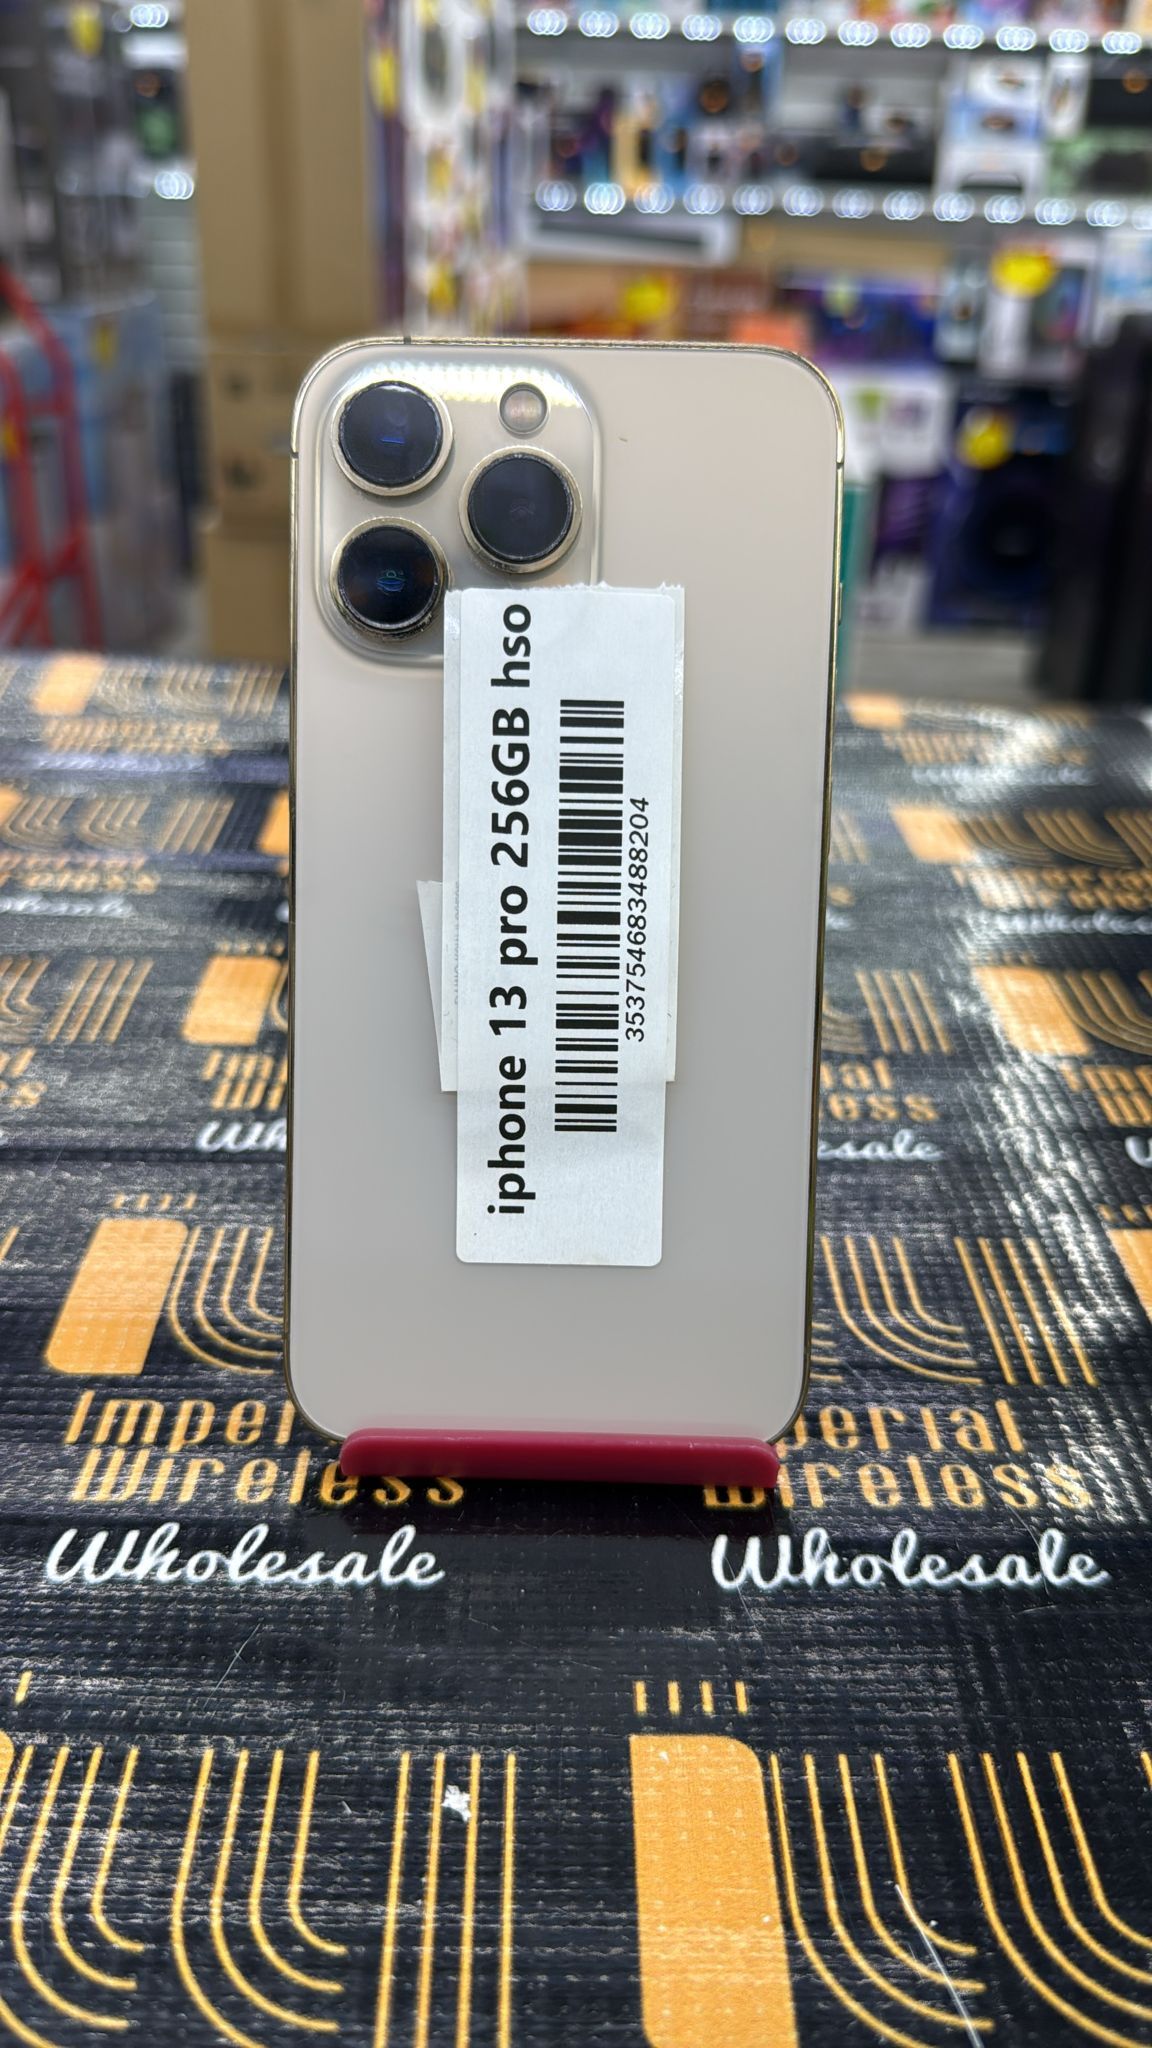 iphone 13 pro 256GB hso
353754683488204
Imperial
Wireless
Wholesale
Imperial
Wireless
Wholesale